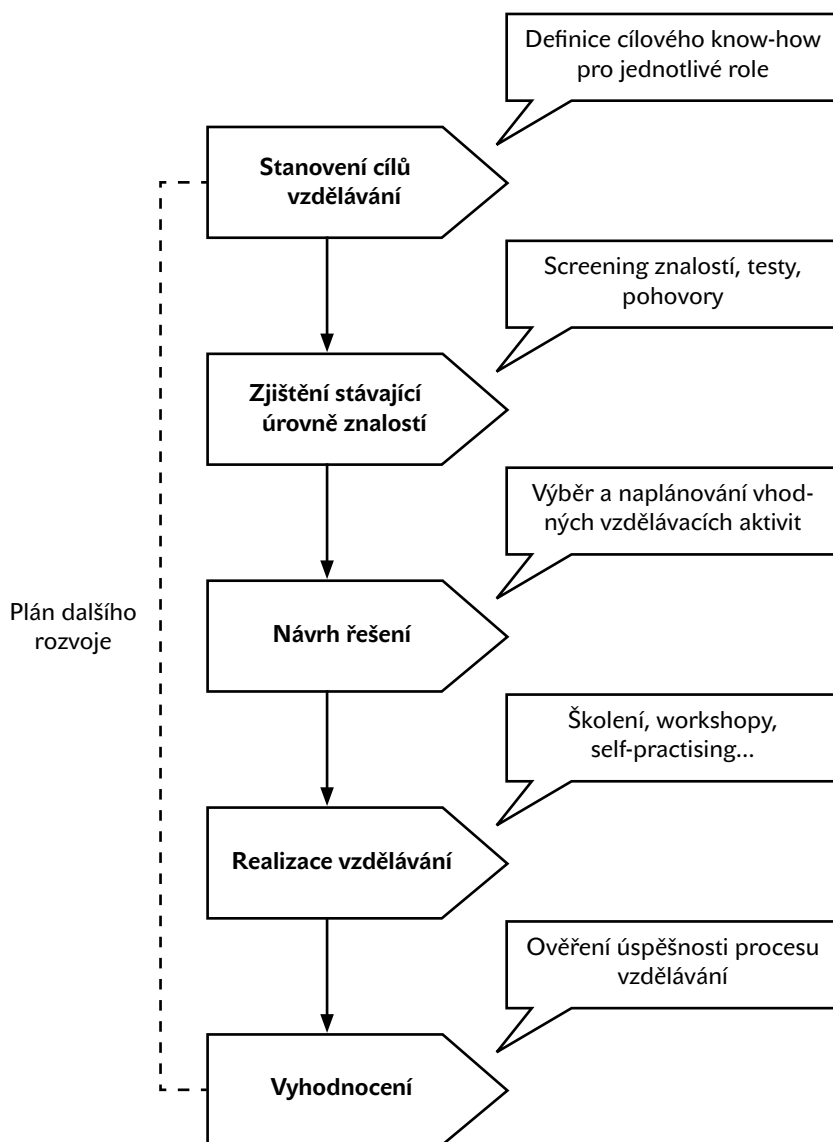 Definice cílového know-how
pro jednotlivé role
Stanovení cílů
vzdělávání
Screening znalostí, testy,
pohovory
Zjištění stávající
úrovně znalostí
Výběr a naplánování vhod-
ných vzdělávacích aktivit
Plán dalšího
rozvoje
Návrh řešení
Školení, workshopy,
self-practising...
Realizace vzdělávání
Ověření úspěšnosti procesu
vzdělávání
Vyhodnocení